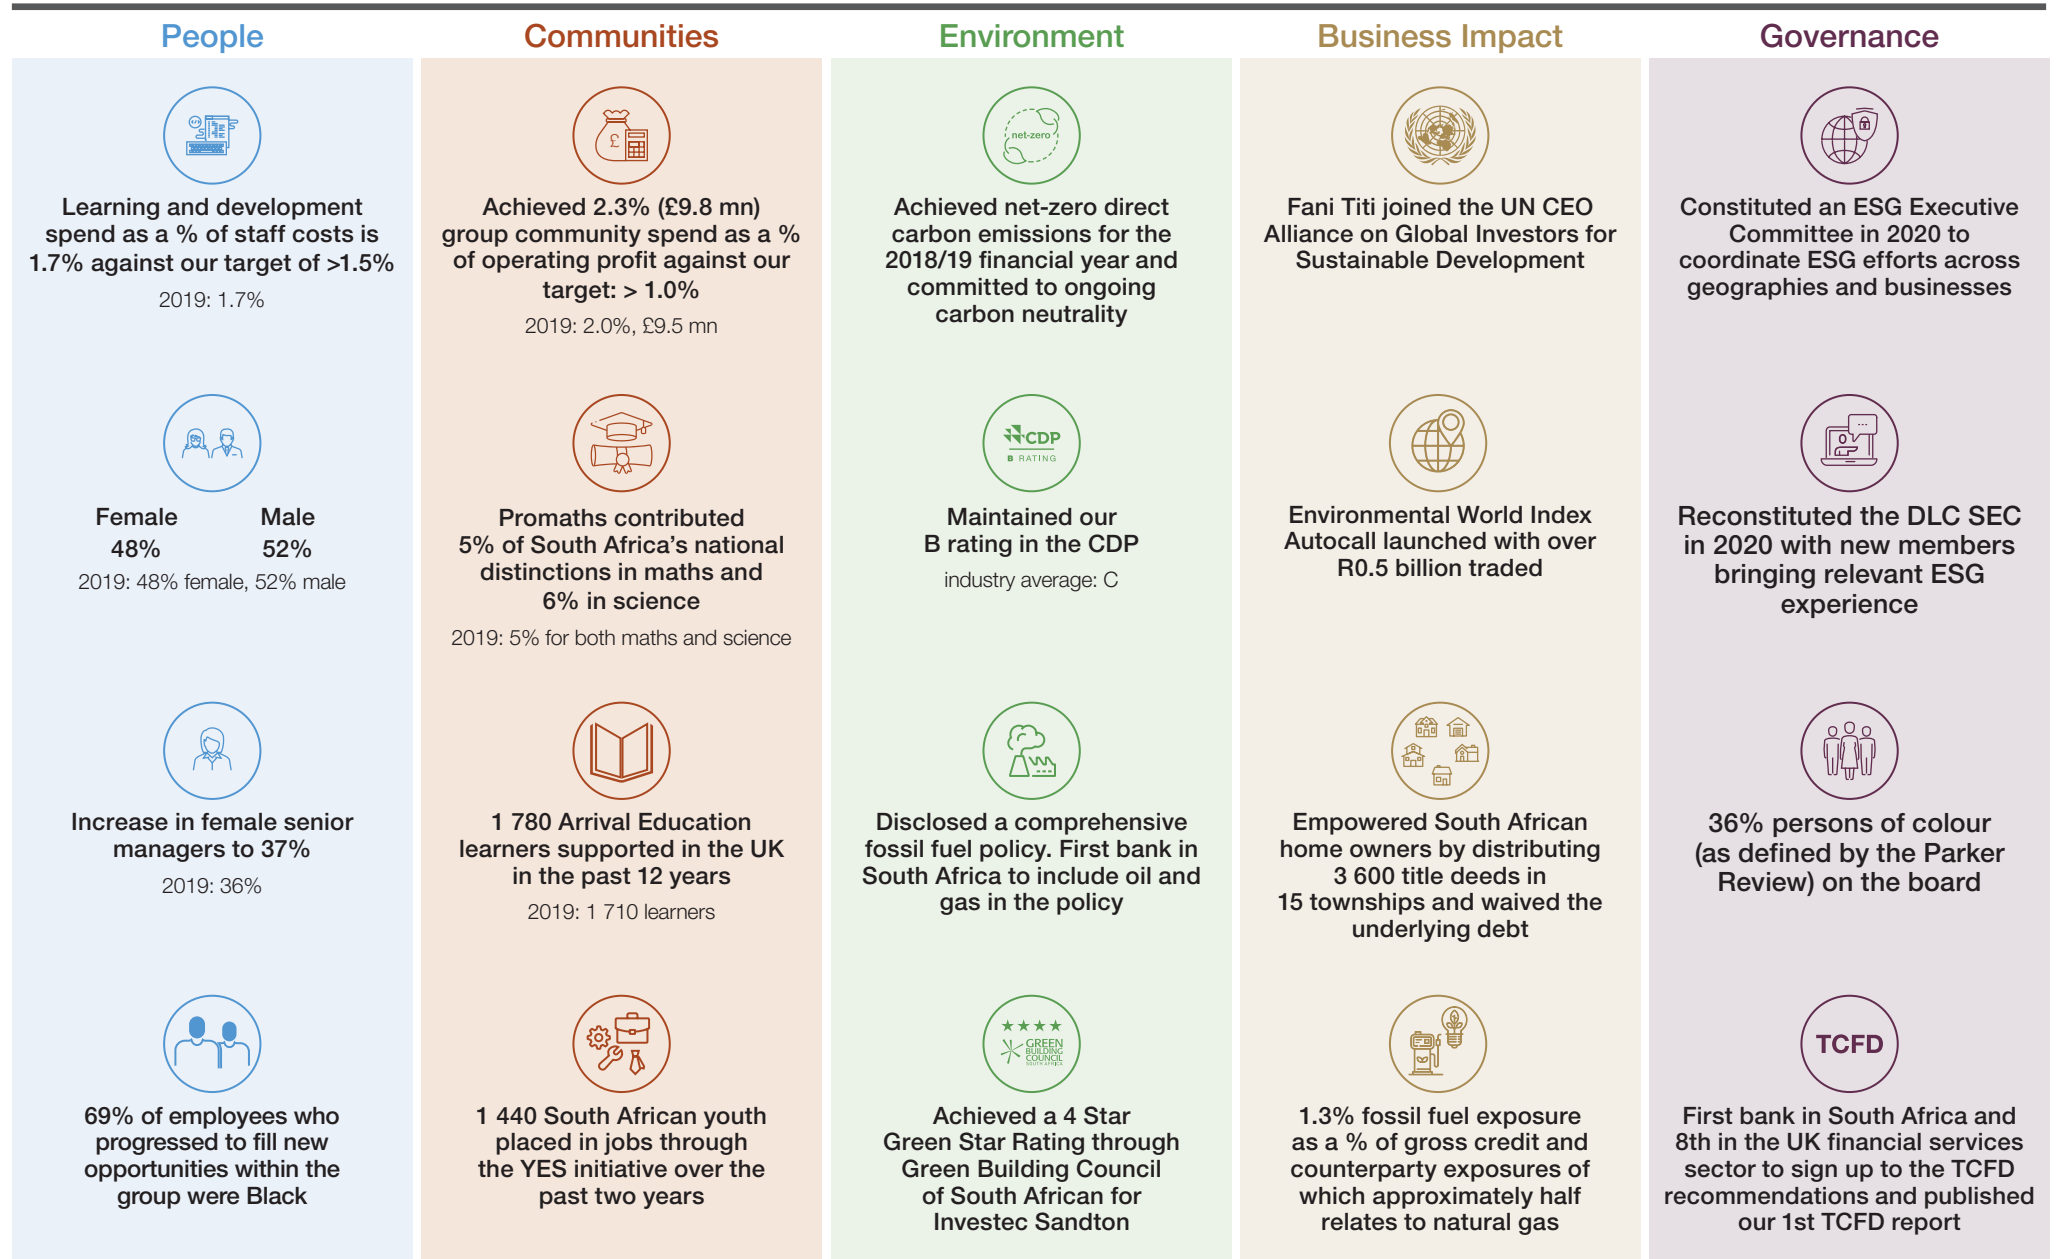 People
Learning and development
spend as a % of staff costs is
1.7% against our target of >1.5%
2019: 1.7%
Female Male
48% 52%
2019: 48% female, 52% male
Increase in female senior
managers to 37%
2019: 36%
69% of employees who
progressed to fill new
opportunities within the
group were Black
Communities
£
Achieved 2.3% (£9.8 mn)
group community spend as a %
of operating profit against our
target: > 1.0%
2019: 2.0%, £9.5 mn
Promaths contributed
5% of South Africa's national
distinctions in maths and
6% in science
2019: 5% for both maths and science
1 780 Arrival Education
learners supported in the UK
in the past 12 years
2019: 1 710 learners
1 440 South African youth
placed in jobs through
the YES initiative over the
past two years
Environment
net-zero
Achieved net-zero direct
carbon emissions for the
2018/19 financial year and
committed to ongoing
carbon neutrality
CDP
B RATING
Maintained our
B rating in the CDP
industry average: C
Disclosed a comprehensive
fossil fuel policy. First bank in
South Africa to include oil and
gas in the policy
GREEN
BUILDING
COUNCIL
SOUTH AFRICA
Achieved a 4 Star
Green Star Rating through
Green Building Council
of South African for
Investec Sandton
Business Impact
Fani Titi joined the UN CEO
Alliance on Global Investors for
Sustainable Development
Environmental World Index
Autocall launched with over
R0.5 billion traded
Empowered South African
home owners by distributing
3 600 title deeds in
15 townships and waived the
underlying debt
1.3% fossil fuel exposure
as a % of gross credit and
counterparty exposures of
which approximately half
relates to natural gas
Governance
Constituted an ESG Executive
Committee in 2020 to
coordinate ESG efforts across
geographies and businesses
Reconstituted the DLC SEC
in 2020 with new members
bringing relevant ESG
experience
36% persons of colour
(as defined by the Parker
Review) on the board
TCFD
First bank in South Africa and
8th in the UK financial services
sector to sign up to the TCFD
recommendations and published
our 1st TCFD report